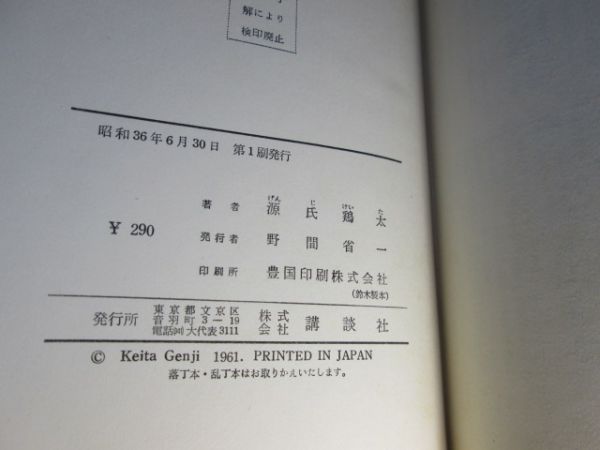 解により
検印廃止
昭和36年6月30日 第1刷発行
¥ 290
著者 源氏鶏太
げん じ けい た
発行者 野間省一
印刷所 豊国印刷株式会社
(鈴木製本)
発行所 東京都文京区
音羽町3-19
電話㈹大代表3111
株式
会社 講談社
© Keita Genji 1961. PRINTED IN JAPAN
落丁本・乱丁本はお取りかえいたします。